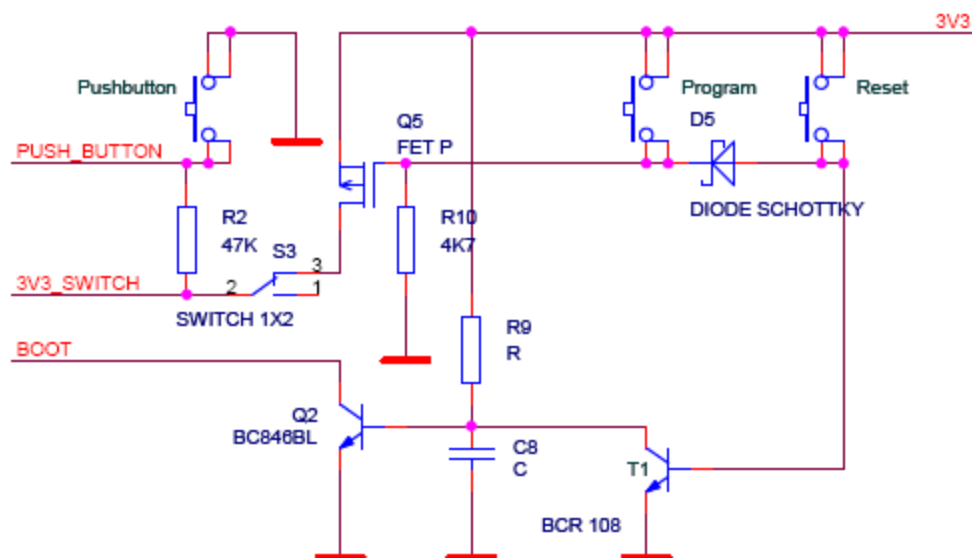 3V3
Pushbutton
Program
Reset
D5
Q5
FET P
PUSH_BUTTON
DIODE SCHOTTKY
R2
47K
R10
4K7
S3
3
3V3_SWITCH
2
1
SWITCH 1X2
R9
R
BOOT
Q2
BC846BL
C8
C
T1
BCR 108